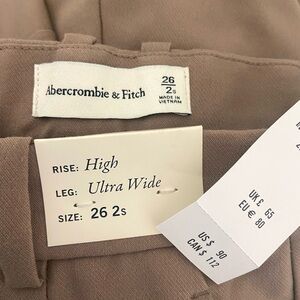 Abercrombie & Fitch
26
2s
MADE IN
VIETNAM
RISE: High
LEG: Ultra Wide
SIZE: 26 2s
UK £ 65
EU € 80
US $ 90
CAN $ 112